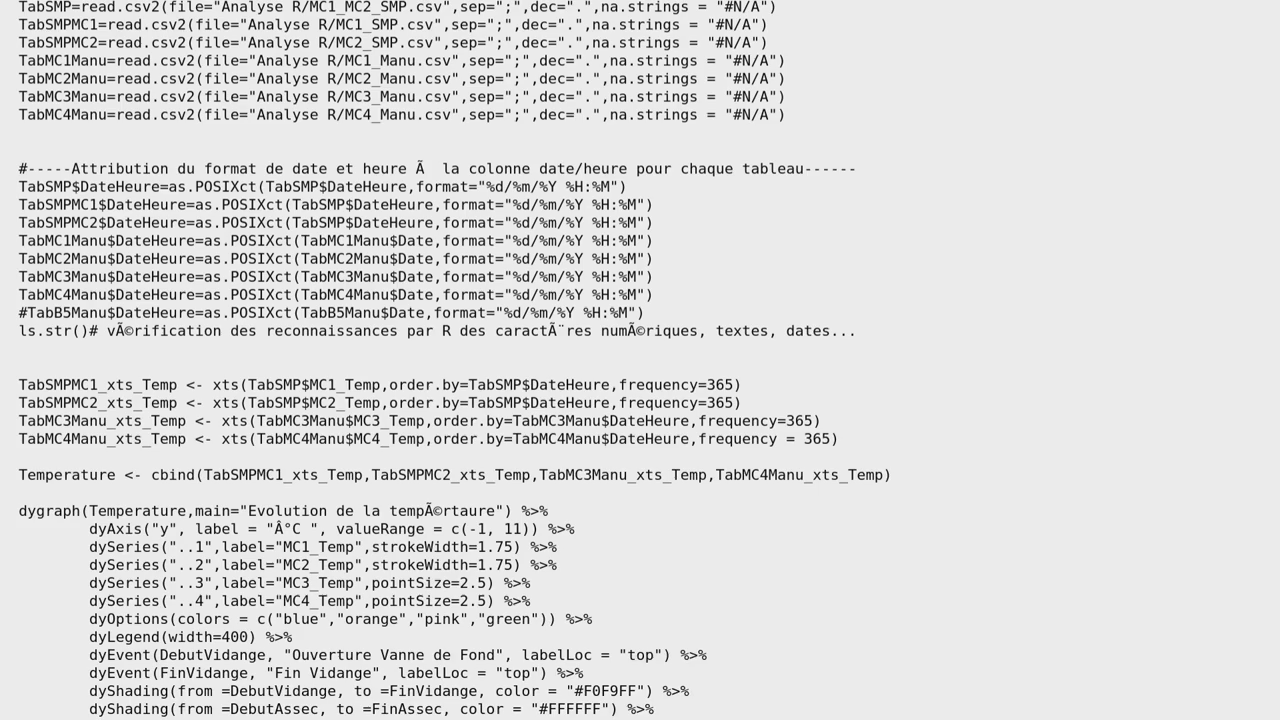 TabSMP=read.csv2(file="Analyse R/MC1_MC2_SMP.csv",sep=";",dec=".",na.strings = "#N/A")
TabSMPMC1=read.csv2(file="Analyse R/MC1_SMP.csv",sep=";",dec=".",na.strings = "#N/A")
TabSMPMC2=read.csv2(file="Analyse R/MC2_SMP.csv",sep=";",dec=".",na.strings = "#N/A")
TabMC1Manu=read.csv2(file="Analyse R/MC1_Manu.csv",sep=";",dec=".",na.strings = "#N/A")
TabMC2Manu=read.csv2(file="Analyse R/MC2_Manu.csv",sep=";",dec=".",na.strings = "#N/A")
TabMC3Manu=read.csv2(file="Analyse R/MC3_Manu.csv",sep=";",dec=".",na.strings = "#N/A")
TabMC4Manu=read.csv2(file="Analyse R/MC4_Manu.csv",sep=";",dec=".",na.strings = "#N/A")
#-----Attribution du format de date et heure Ã  la colonne date/heure pour chaque tableau------
TabSMP$DateHeure=as.POSIXct(TabSMP$DateHeure,format="%d/%m/%Y %H:%M")
TabSMPMC1$DateHeure=as.POSIXct(TabSMP$DateHeure,format="%d/%m/%Y %H:%M")
TabSMPMC2$DateHeure=as.POSIXct(TabSMP$DateHeure,format="%d/%m/%Y %H:%M")
TabMC1Manu$DateHeure=as.POSIXct(TabMC1Manu$Date,format="%d/%m/%Y %H:%M")
TabMC2Manu$DateHeure=as.POSIXct(TabMC2Manu$Date,format="%d/%m/%Y %H:%M")
TabMC3Manu$DateHeure=as.POSIXct(TabMC3Manu$Date,format="%d/%m/%Y %H:%M")
TabMC4Manu$DateHeure=as.POSIXct(TabMC4Manu$Date,format="%d/%m/%Y %H:%M")
#TabB5Manu$DateHeure=as.POSIXct(TabB5Manu$Date,format="%d/%m/%Y %H:%M")
ls.str()# vÃ©rification des reconnaissances par R des caractÃ¨res numÃ©riques, textes, dates...
TabSMPMC1_xts_Temp <- xts(TabSMP$MC1_Temp,order.by=TabSMP$DateHeure,frequency=365)
TabSMPMC2_xts_Temp <- xts(TabSMP$MC2_Temp,order.by=TabSMP$DateHeure,frequency=365)
TabMC3Manu_xts_Temp <- xts(TabMC3Manu$MC3_Temp,order.by=TabMC3Manu$DateHeure,frequency=365)
TabMC4Manu_xts_Temp <- xts(TabMC4Manu$MC4_Temp,order.by=TabMC4Manu$DateHeure,frequency = 365)
Temperature <- cbind(TabSMPMC1_xts_Temp,TabSMPMC2_xts_Temp,TabMC3Manu_xts_Temp,TabMC4Manu_xts_Temp)
dygraph(Temperature,main="Evolution de la tempÃ©rtaure") %>%
        dyAxis("y", label = "Â°C ", valueRange = c(-1, 11)) %>%
        dySeries("..1",label="MC1_Temp",strokeWidth=1.75) %>%
        dySeries("..2",label="MC2_Temp",strokeWidth=1.75) %>%
        dySeries("..3",label="MC3_Temp",pointSize=2.5) %>%
        dySeries("..4",label="MC4_Temp",pointSize=2.5) %>%
        dyOptions(colors = c("blue","orange","pink","green")) %>%
        dyLegend(width=400) %>%
        dyEvent(DebutVidange, "Ouverture Vanne de Fond", labelLoc = "top") %>%
        dyEvent(FinVidange, "Fin Vidange", labelLoc = "top") %>%
        dyShading(from =DebutVidange, to =FinVidange, color = "#F0F9FF") %>%
        dyShading(from =DebutAssec, to =FinAssec, color = "#FFFFFF") %>%